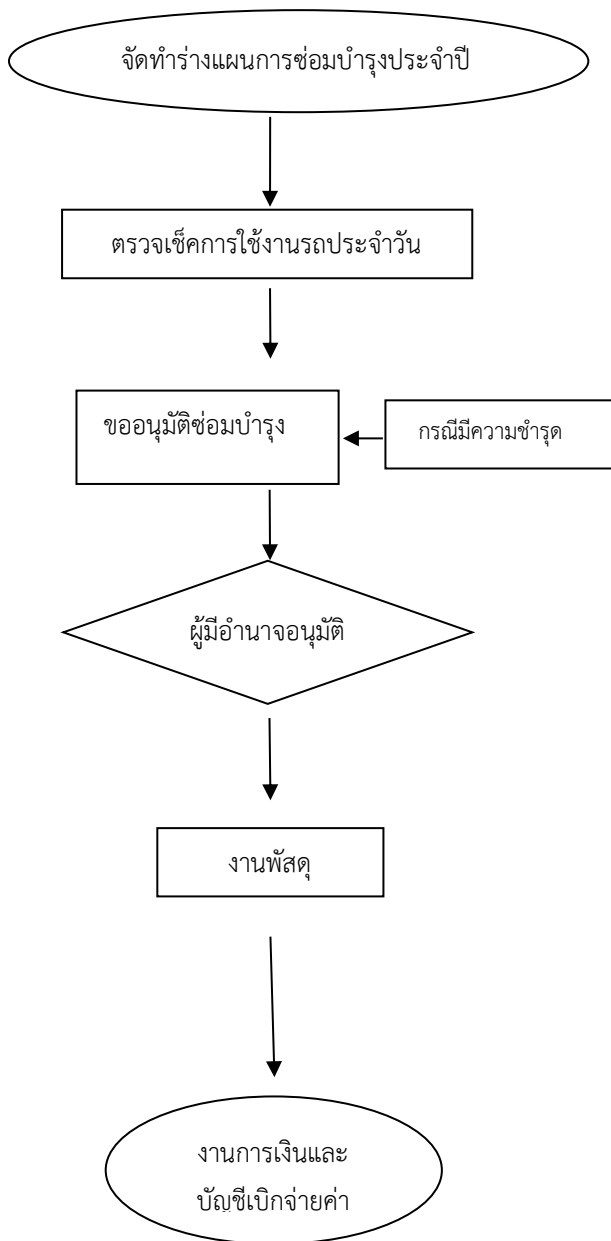 จัดทำร่างแผนการซ่อมบำรุงประจำปี
ตรวจเช็คการใช้งานรถประจำวัน
ขออนุมัติซ่อมบำรุง
กรณีมีความชำรุด
ผู้มีอำนาจอนุมัติ
งานพัสดุ
งานการเงินและ
บัญชีเบิกจ่ายค่า